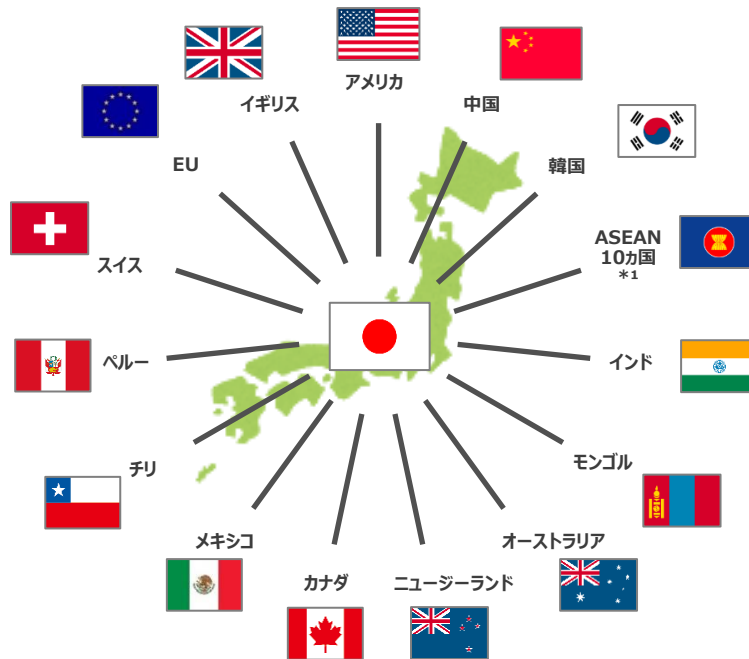 アメリカ
イギリス
中国
EU
韓国
スイス
ASEAN
10ヵ国
*1
ペルー
インド
チリ
モンゴル
メキシコ
オーストラリア
カナダ
ニュージーランド